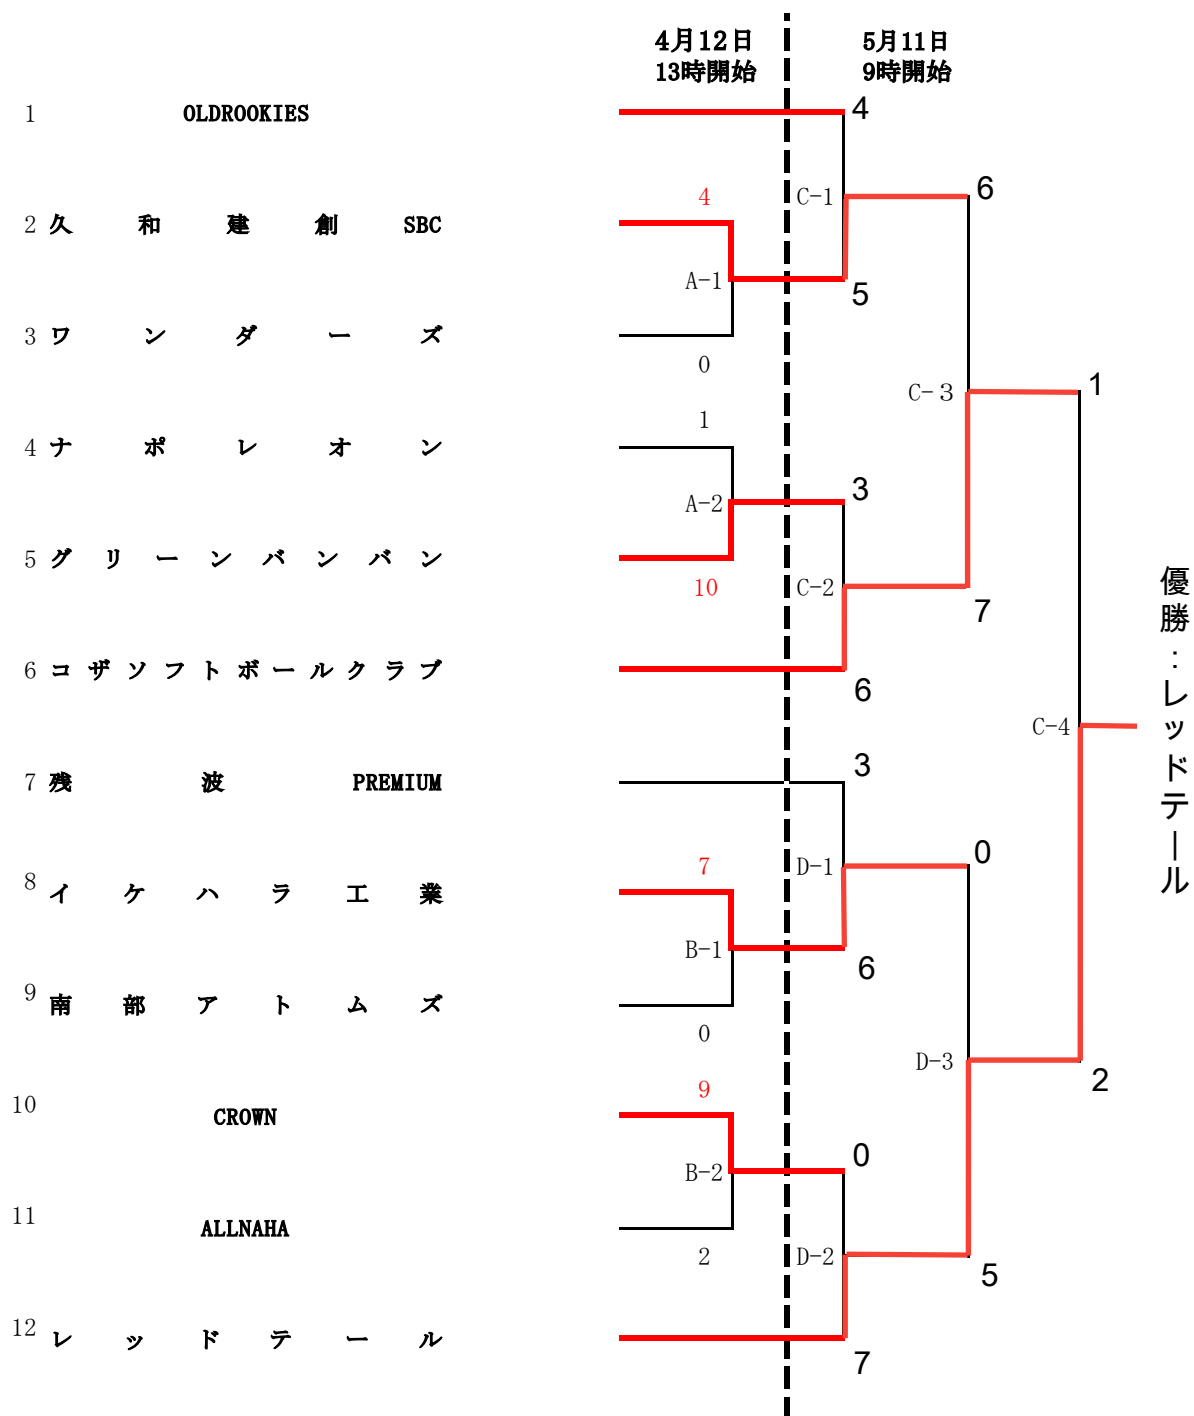 4月12日
13時開始
5月11日
9時開始
1 OLDROOKIES
4
C-1
6
4
2 久和建創SBC
A-1
5
3 ワンダーズ
0
C-3
1
1
4 ナポレオン
A-2
3
5 グリーンバンバン
10
C-2
7
6 コザソフトボールクラブ
6
C-4
優勝：レッドテール
7 残波PREMIUM
3
D-1
0
7
8 イケハラ工業
B-1
6
9 南部アトムズ
0
D-3
2
9
10 CROWN
B-2
0
11 ALLNAHA
2
D-2
5
12 レッドテール
7